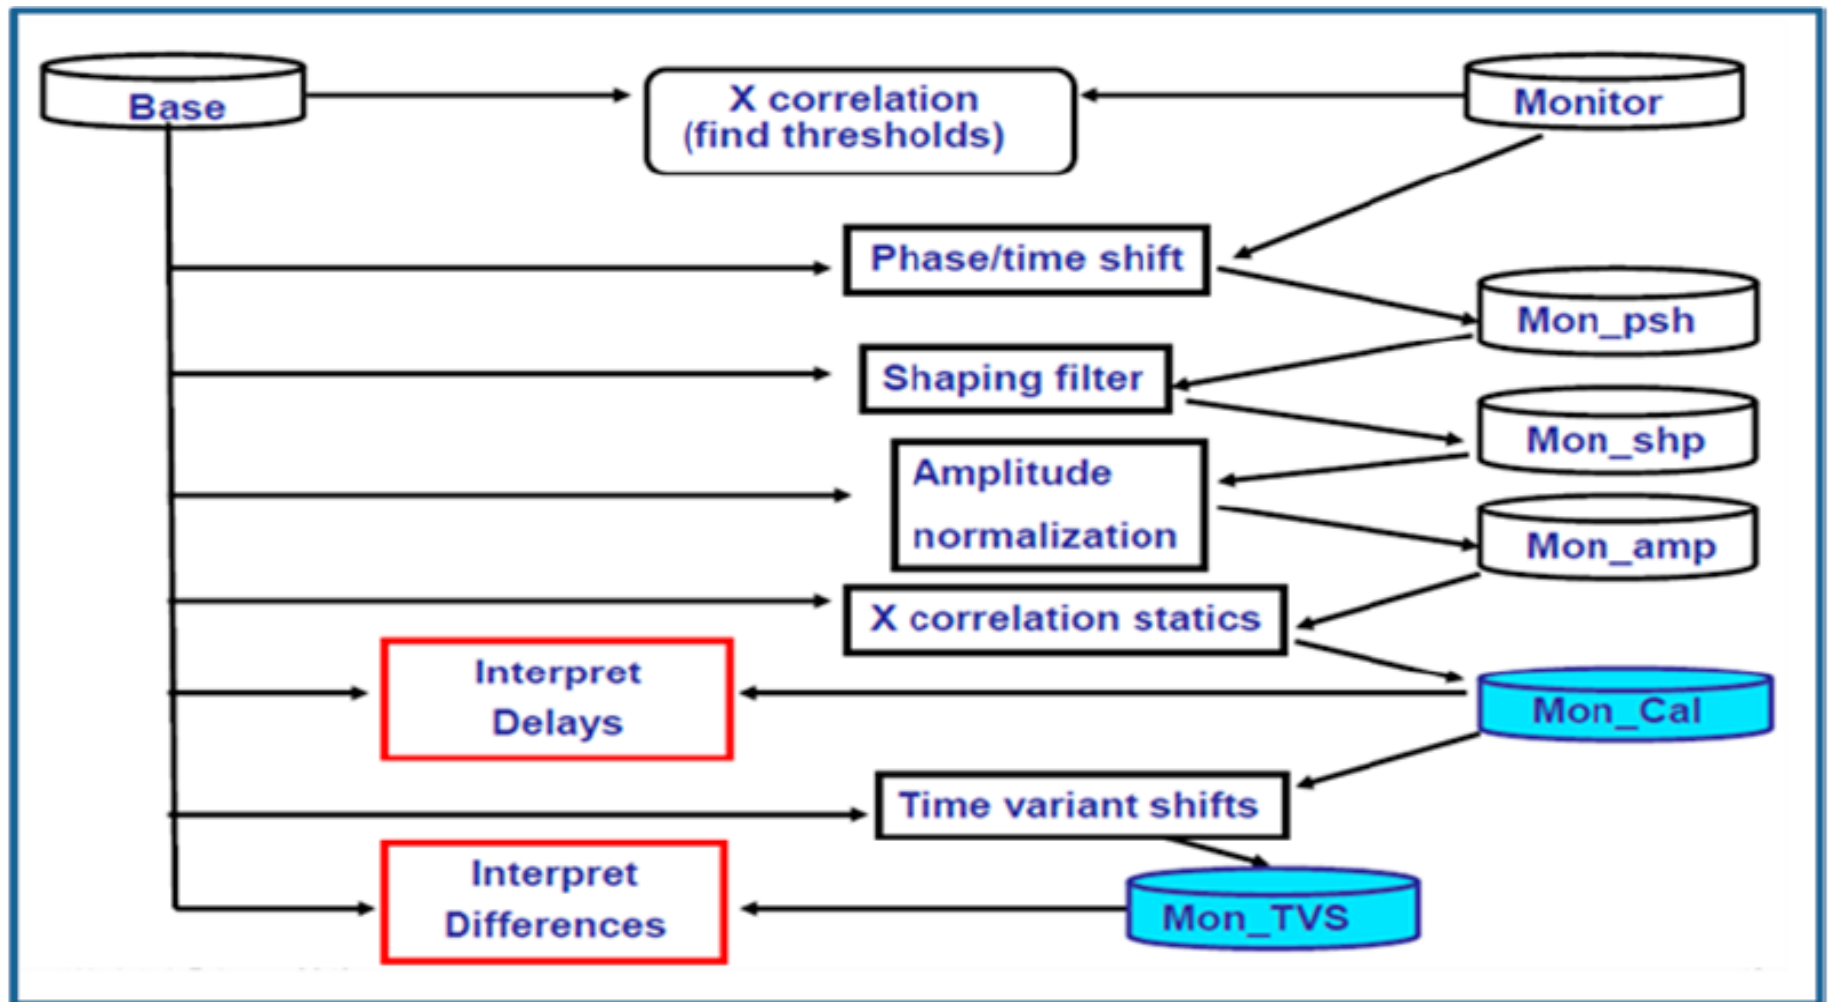 Base
X correlation
(find thresholds)
Monitor
Phase/time shift
Mon_psh
Shaping filter
Mon_shp
Amplitude
normalization
Mon_amp
X correlation statics
Interpret
Delays
Mon_Cal
Time variant shifts
Interpret
Differences
Mon_TVS